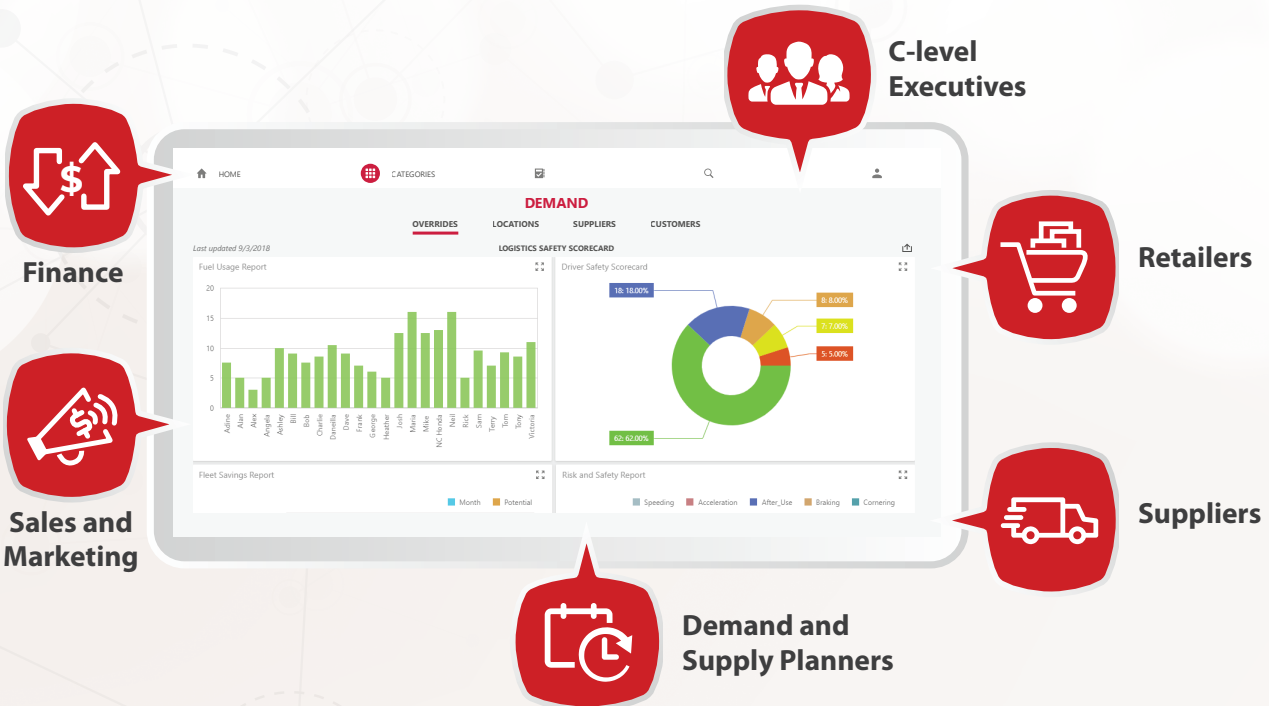 C-level
Executives
Finance
Sales and
Marketing
Retailers
Suppliers
Demand and
Supply Planners
HOME
CATEGORIES
DEMAND
OVERRIDES LOCATIONS SUPPLIERS CUSTOMERS
Last updated 9/3/2018
LOGISTICS SAFETY SCORECARD
Fuel Usage Report
20
15
10
5
0
Adine
Alan
Alex
Angela
Ashley
Bill
Bob
Charlie
Daneilla
Dave
Frank
George
Heather
Josh
Maria
Mike
NC Honda
Neil
Rick
Sam
Terry
Tom
Tony
Victoria
Driver Safety Scorecard
18: 18.00%
8: 8.00%
7: 7.00%
5: 5.00%
62: 62.00%
Fleet Savings Report
Month Potential
Risk and Safety Report
Speeding Acceleration After_Use Braking Cornering
$
$